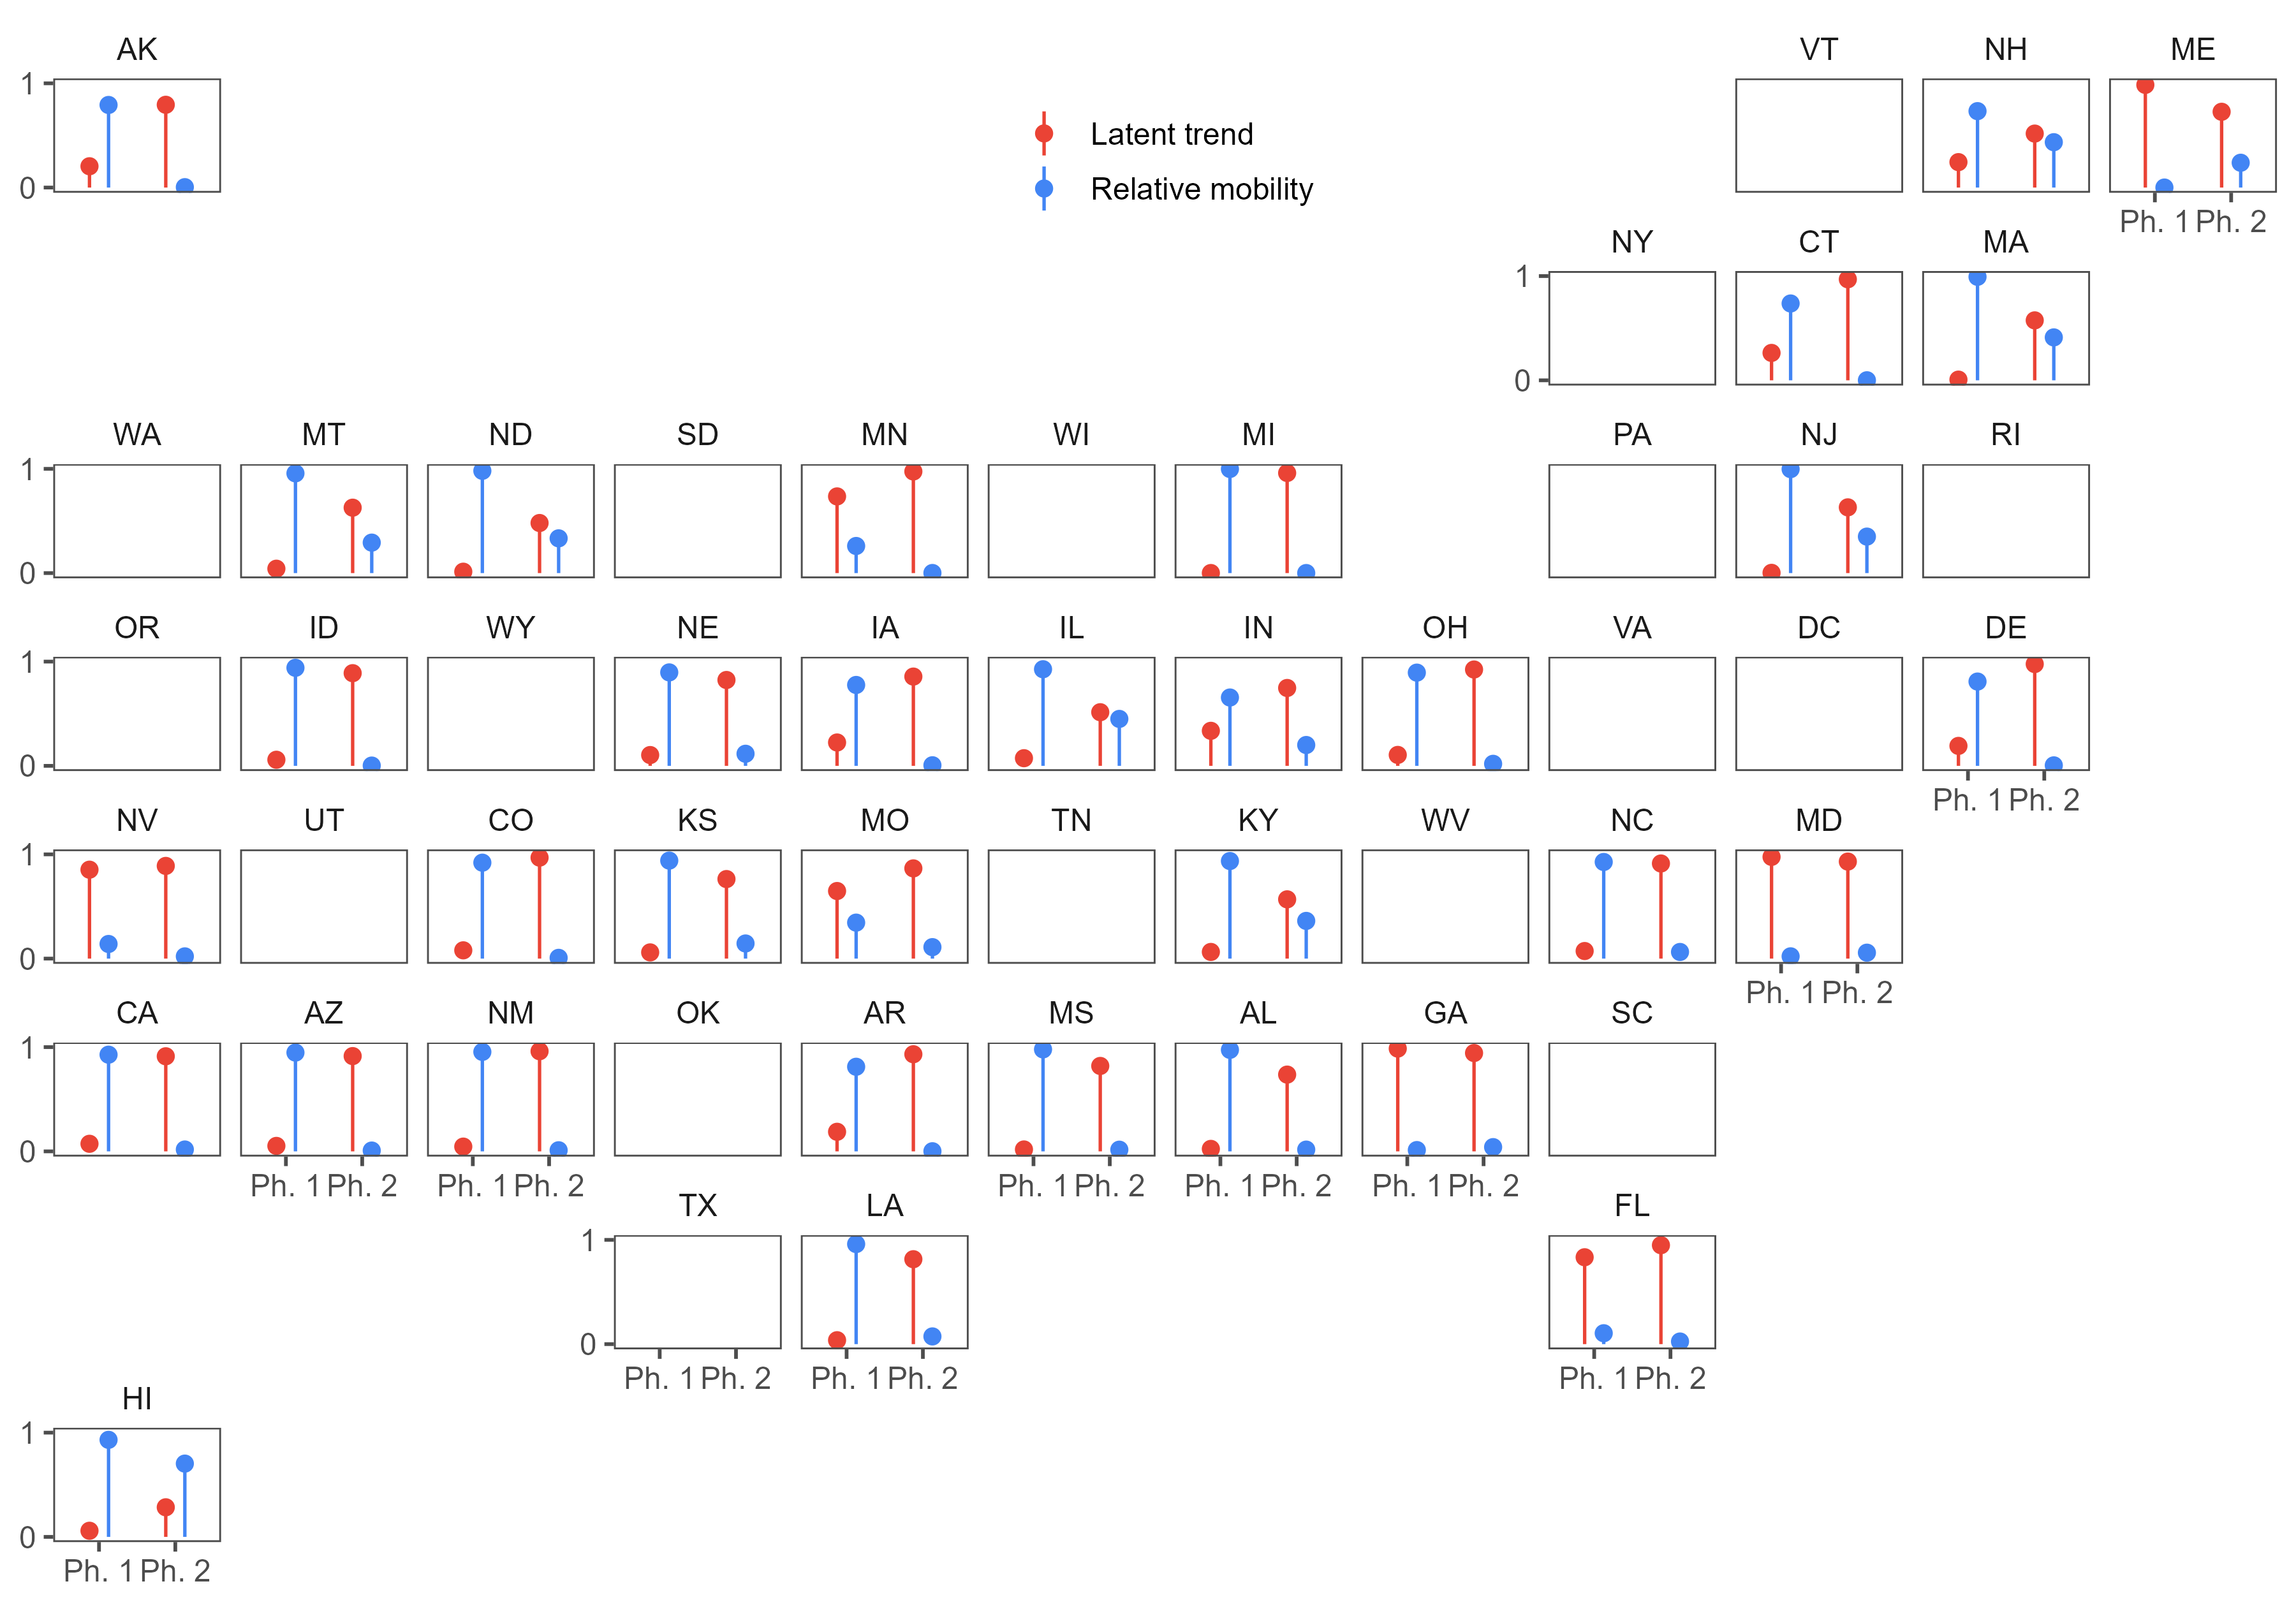 AK VT NH ME
1
0
Latent trend
Relative mobility
Ph. 1 Ph. 2
NY CT MA
1
0
WA MT ND SD MN WI MI PA NJ RI
1
0
OR ID WY NE IA IL IN OH VA DC DE
1
0
Ph. 1 Ph. 2
NV UT CO KS MO TN KY WV NC MD
1
0
Ph. 1 Ph. 2
CA AZ NM OK AR MS AL GA SC
1
0
Ph. 1 Ph. 2 Ph. 1 Ph. 2 Ph. 1 Ph. 2 Ph. 1 Ph. 2 Ph. 1 Ph. 2
TX LA FL
1
0
Ph. 1 Ph. 2 Ph. 1 Ph. 2 Ph. 1 Ph. 2
HI
1
0
Ph. 1 Ph. 2